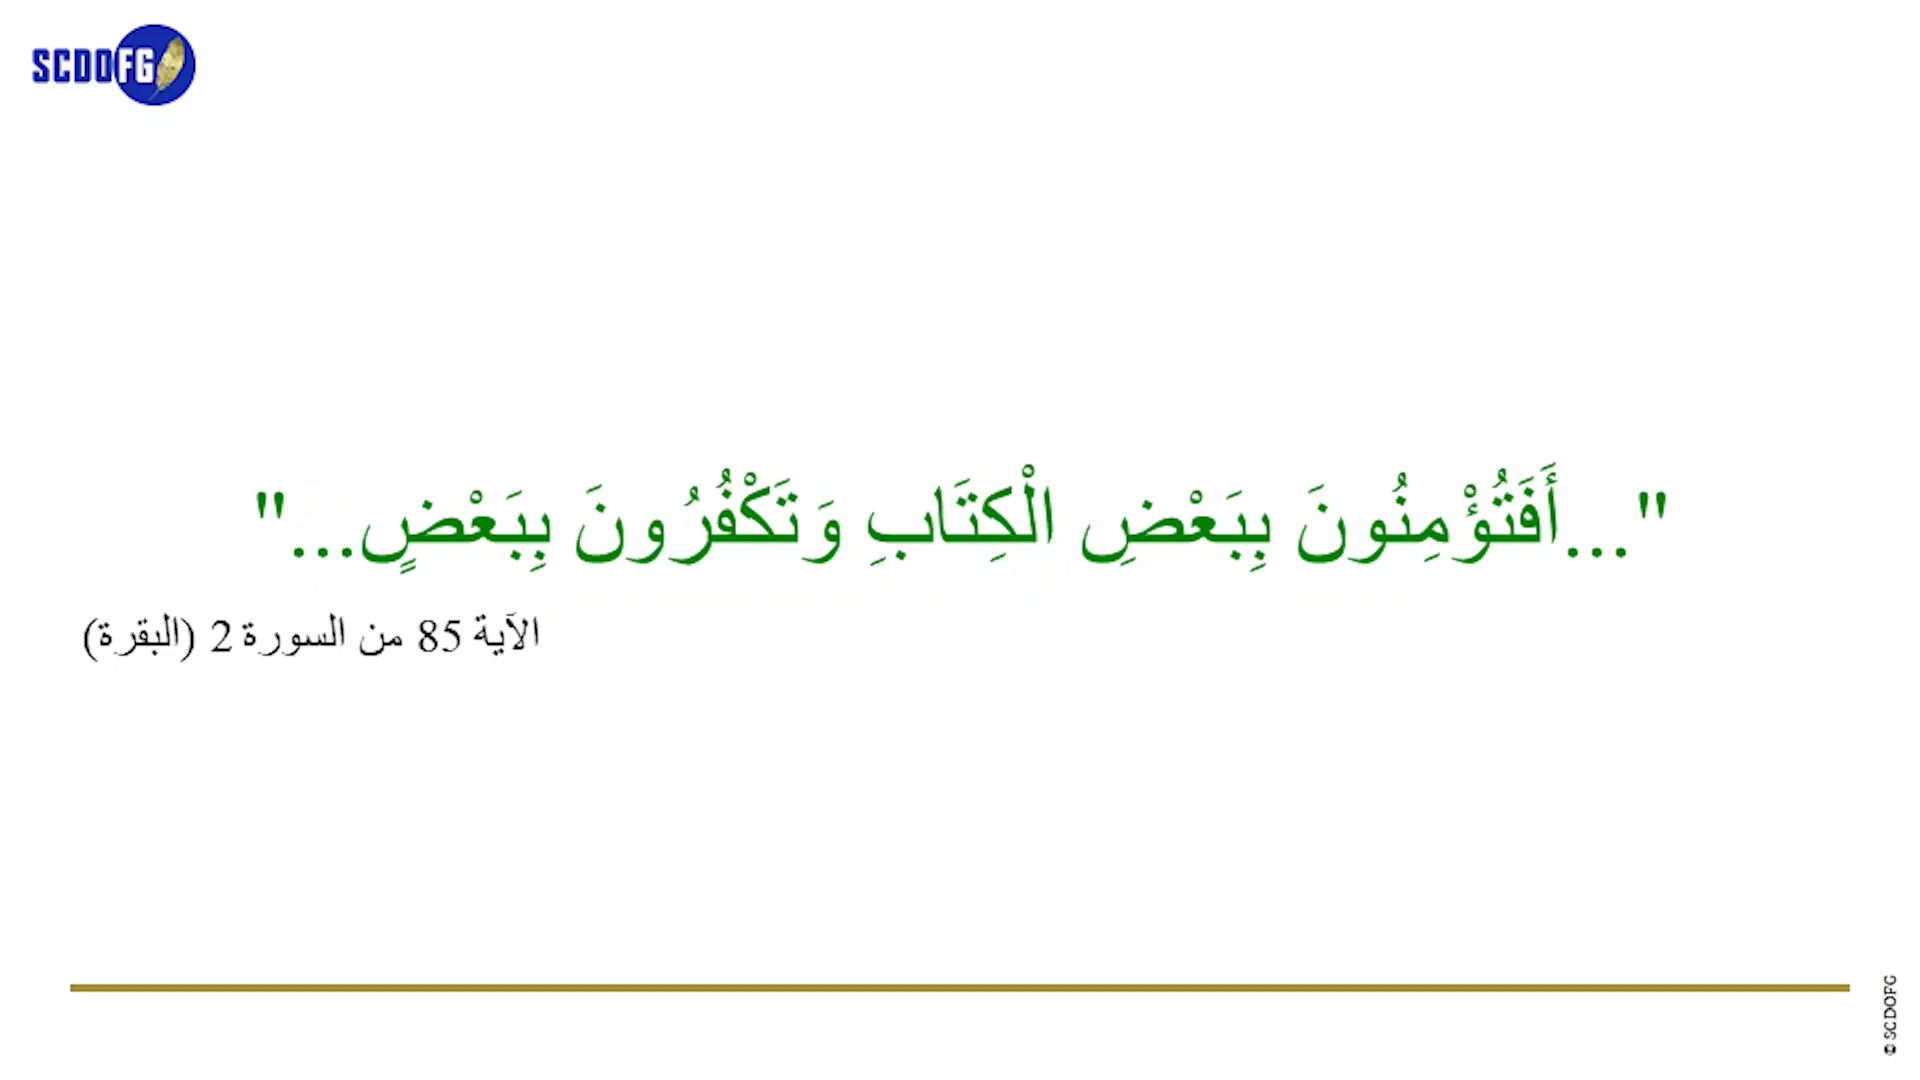 SCDOFG
"...أَفَتُؤْمِنُونَ بِبَعْضِ الْكِتَابِ وَتَكْفُرُونَ بِبَعْضٍ..."
الآية 85 من السورة 2 (البقرة)
© SCDOFG